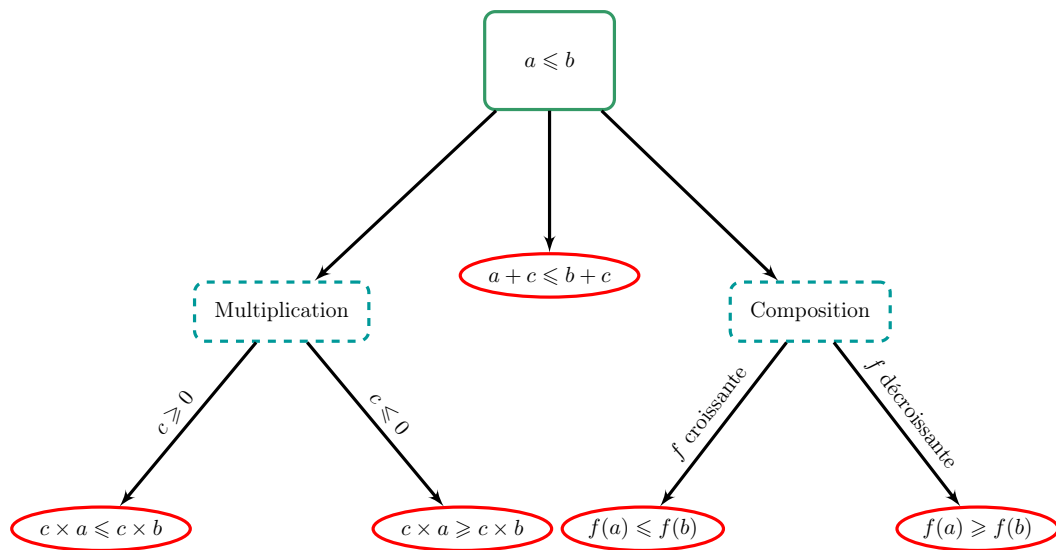 a ⩽ b
a + c ⩽ b + c
Multiplication
Composition
c ⩾ 0
c ⩽ 0
f croissante
f décroissante
c × a ⩽ c × b
c × a ⩾ c × b
f(a) ⩽ f(b)
f(a) ⩾ f(b)